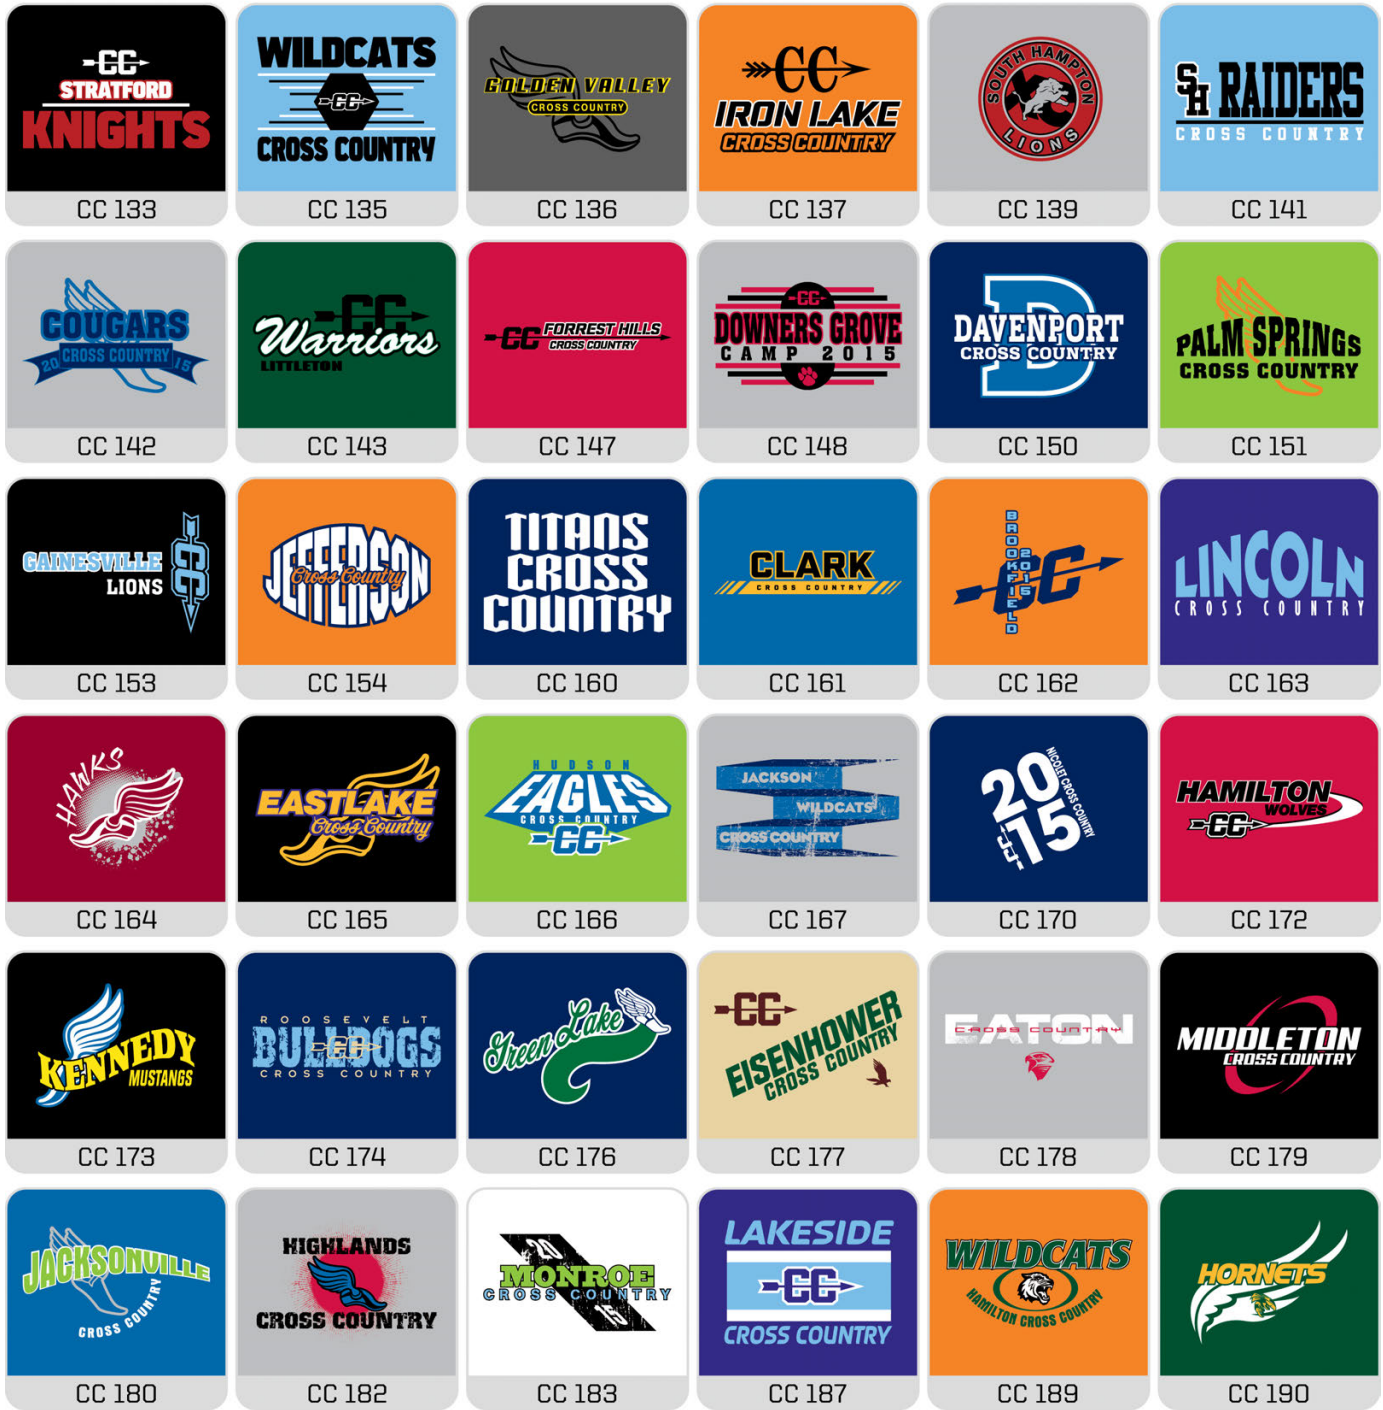 CC
STRATFORD
KNIGHTS
CC 133
WILDCATS
CC
CROSS COUNTRY
CC 135
GOLDEN VALLEY
CROSS COUNTRY
CC 136
CC
IRON LAKE
CROSS COUNTRY
CC 137
SOUTH HAMPTON
LIONS
CC 139
SH RAIDERS
CROSS COUNTRY
CC 141
COUGARS
20 CROSS COUNTRY 15
CC 142
CC
Warriors
LITTLETON
CC 143
CC FORREST HILLS
CROSS COUNTRY
CC 147
CC
DOWNERS GROVE
CAMP 2015
CC 148
D
DAVENPORT
CROSS COUNTRY
CC 150
PALM SPRINGS
CROSS COUNTRY
CC 151
GAINESVILLE
LIONS
CC
CC 153
JEFFERSON
Cross Country
CC 154
TITANS
CROSS
COUNTRY
CC 160
CLARK
CROSS COUNTRY
CC 161
BROOKFIELD
2015
CC
CC 162
LINCOLN
CROSS COUNTRY
CC 163
HAWKS
CC 164
EASTLAKE
Cross Country
CC 165
HUDSON
EAGLES
CROSS COUNTRY
CC
CC 166
JACKSON
WILDCATS
CROSS COUNTRY
CC 167
2015
NICOLET CROSS COUNTRY
CC 170
HAMILTON
WOLVES
CC
CC 172
KENNEDY
MUSTANGS
CC 173
ROOSEVELT
BULLDOGS
CC
CROSS COUNTRY
CC 174
Green Lake
CC 176
CC
EISENHOWER
CROSS COUNTRY
CC 177
EATON
CROSS COUNTRY
CC 178
MIDDLETON
CROSS COUNTRY
CC 179
JACKSONVILLE
CROSS COUNTRY
CC 180
HIGHLANDS
CROSS COUNTRY
CC 182
20
MONROE
CROSS COUNTRY
15
CC 183
LAKESIDE
CC
CROSS COUNTRY
CC 187
WILDCATS
HAMILTON CROSS COUNTRY
CC 189
HORNETS
CC 190